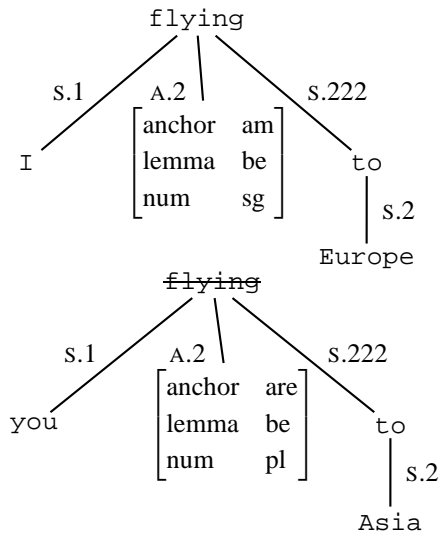 flying
S.1 A.2 S.222
anchor am
I lemma be to
num sg
S.2
Europe
flying
S.1 A.2 S.222
anchor are
you lemma be to
num pl
S.2
Asia